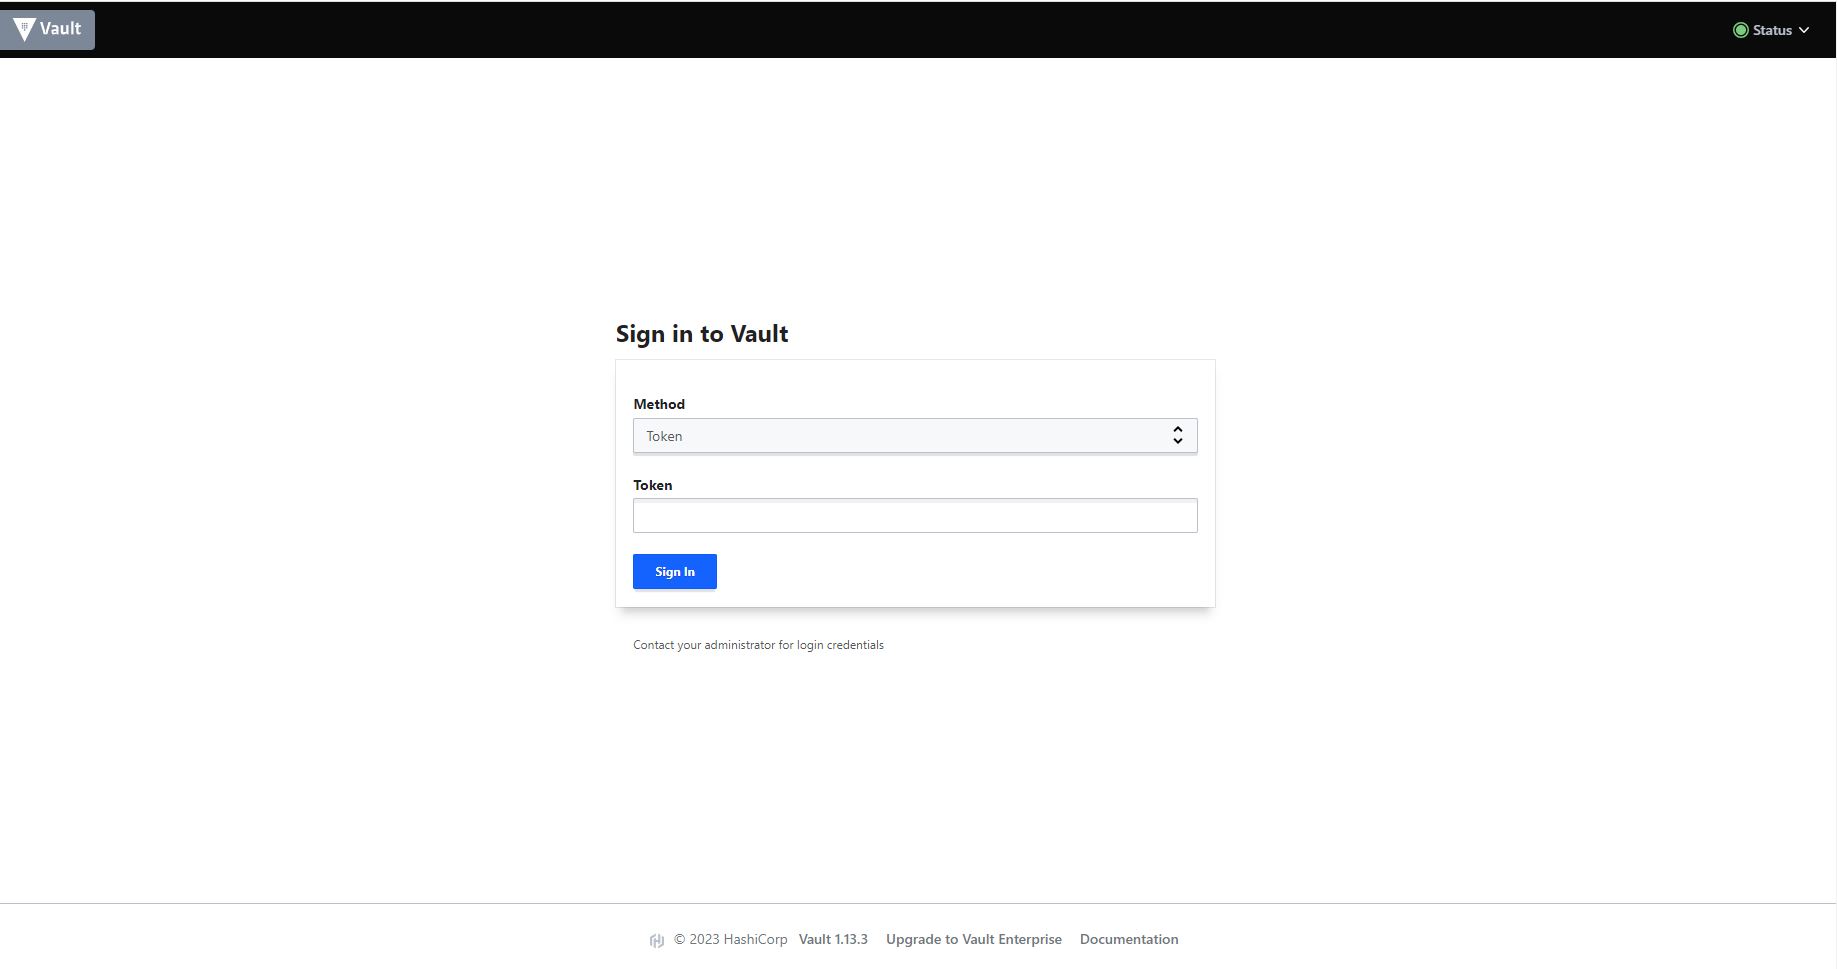 Vault
Status
Sign in to Vault
Method
Token
Token
Sign In
Contact your administrator for login credentials
© 2023 HashiCorp Vault 1.13.3 Upgrade to Vault Enterprise Documentation